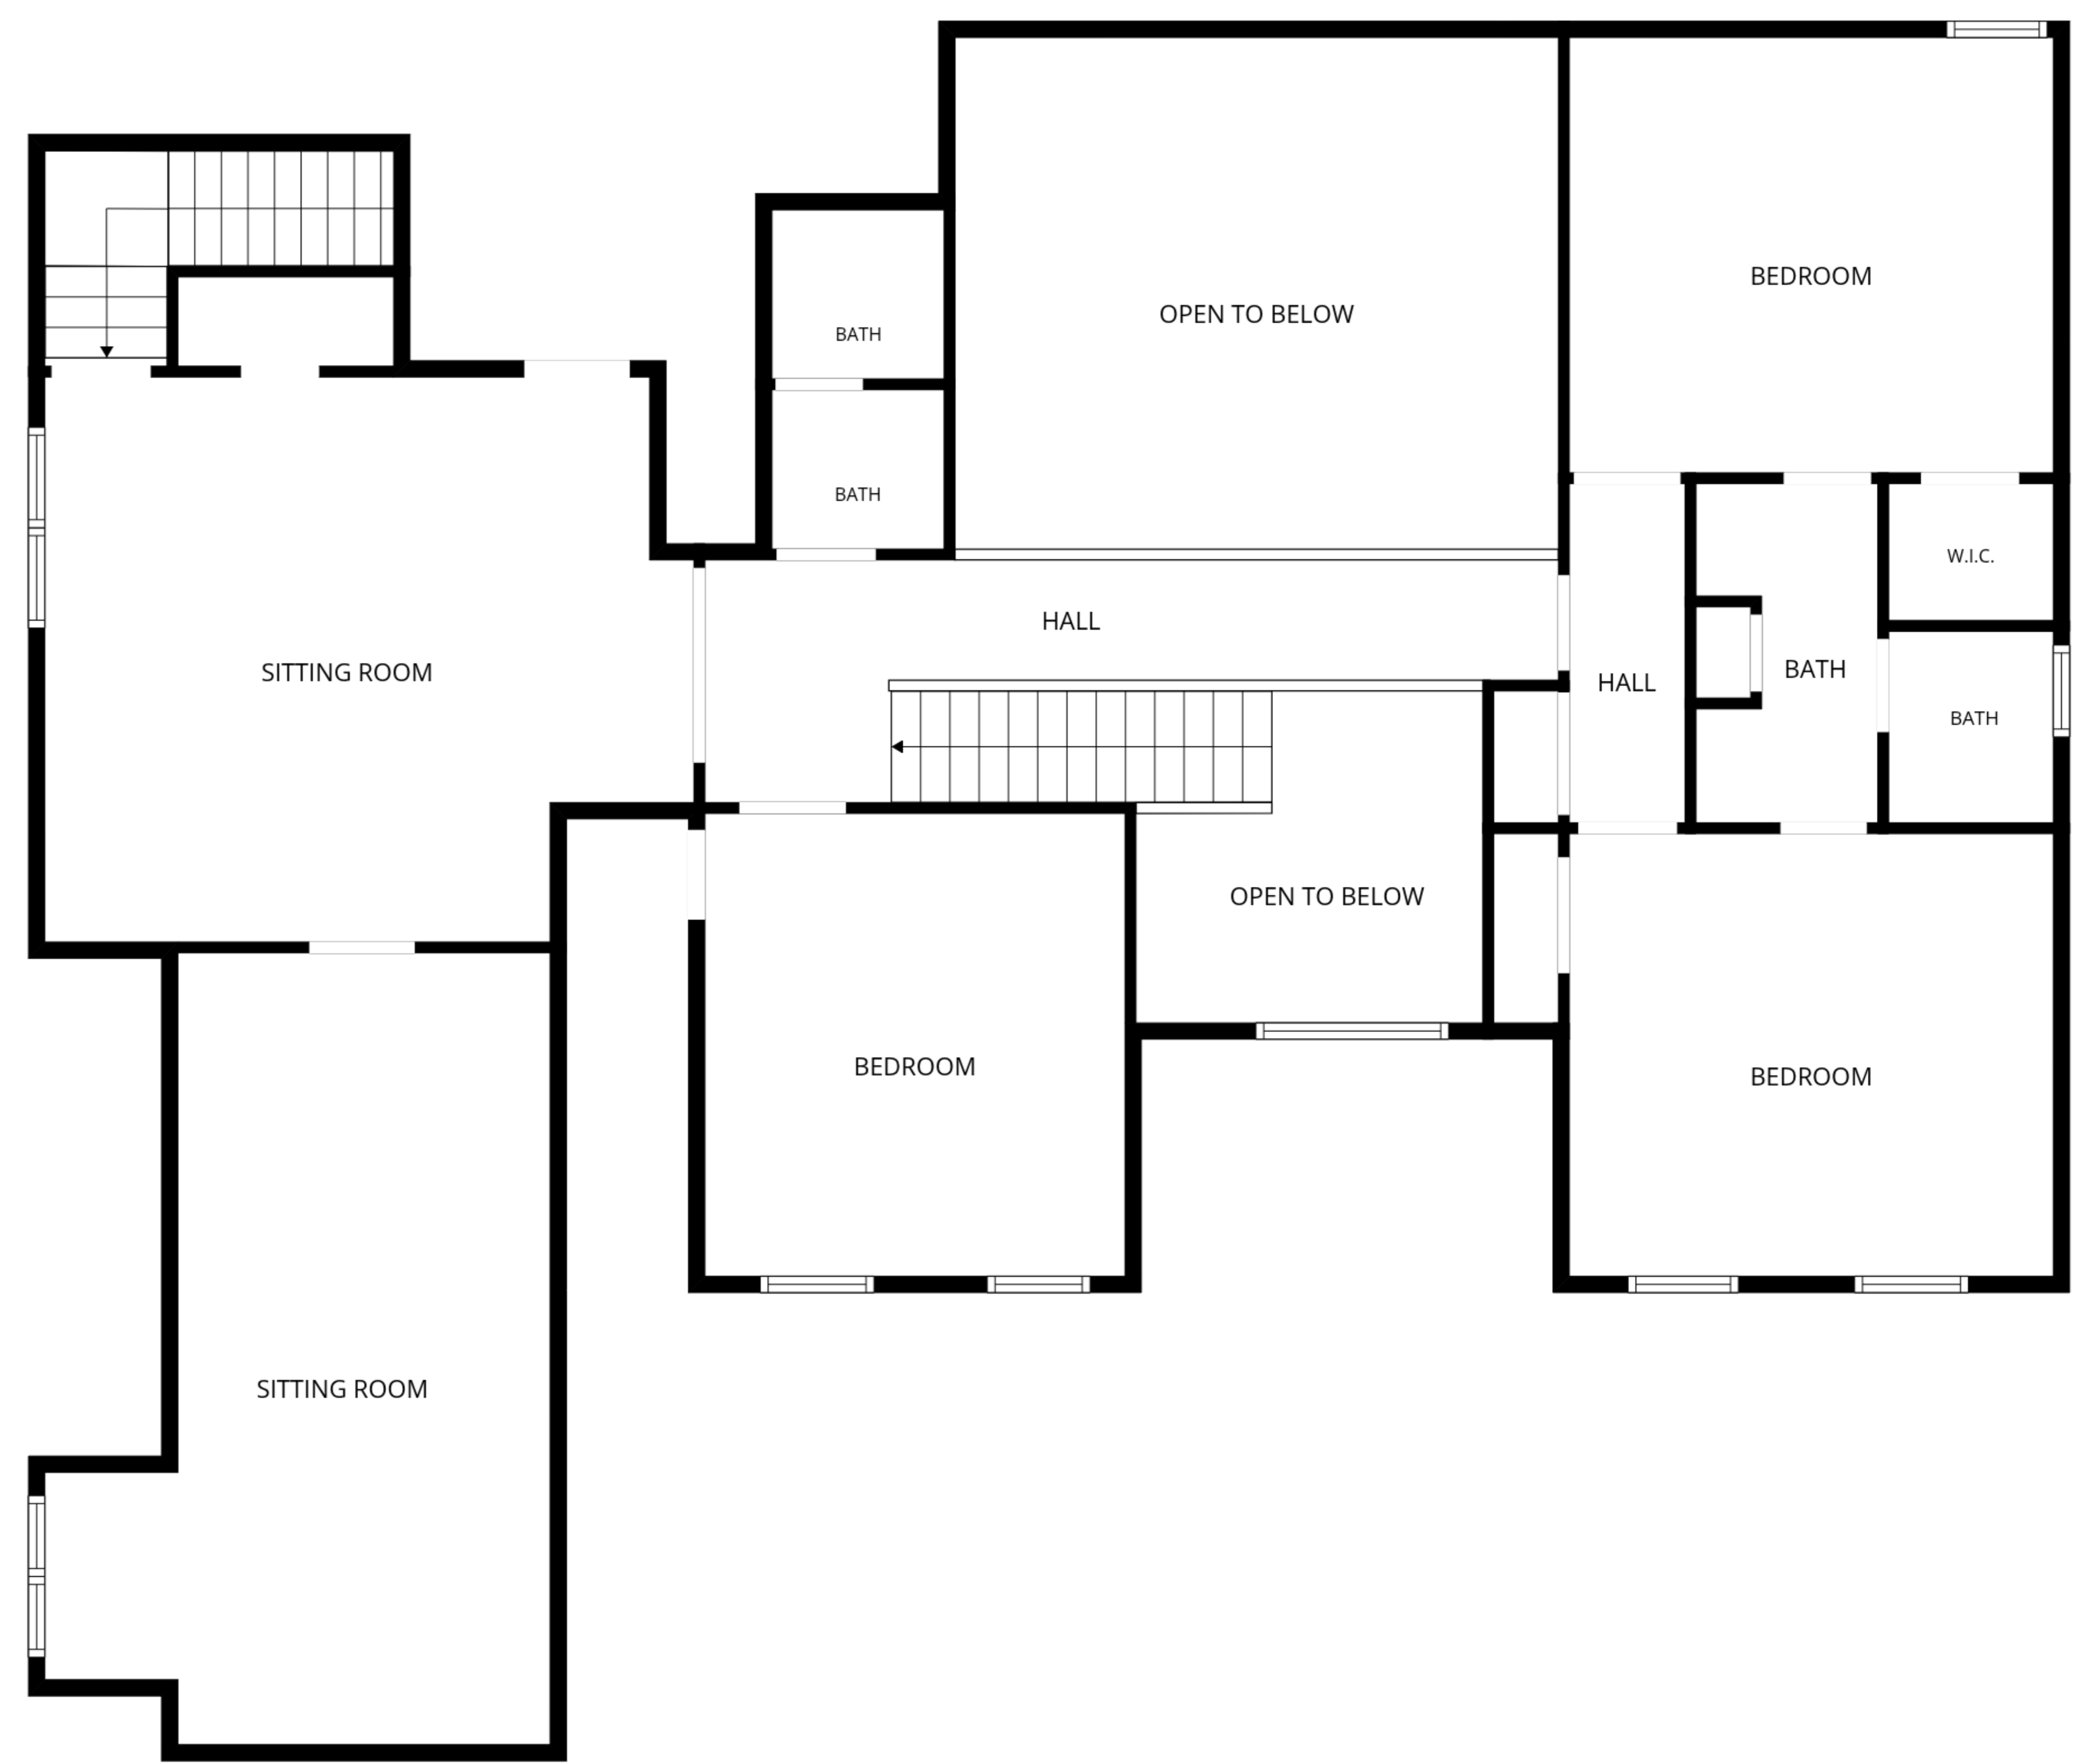 BEDROOM
OPEN TO BELOW
BATH
BATH
W.I.C.
HALL
SITTING ROOM
HALL
BATH
BATH
OPEN TO BELOW
BEDROOM
BEDROOM
SITTING ROOM